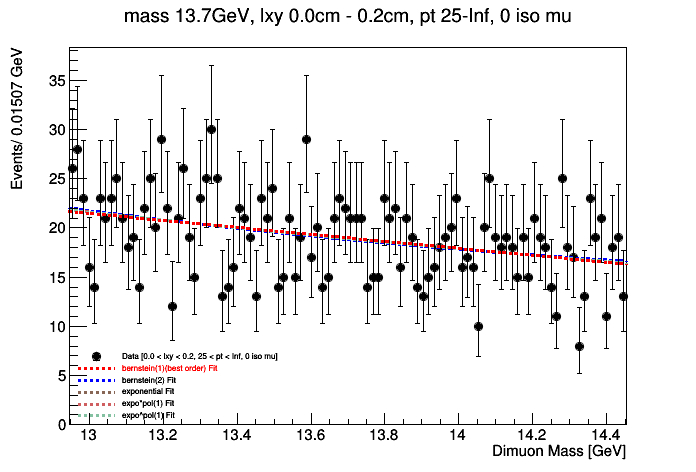 mass 13.7GeV, lxy 0.0cm - 0.2cm, pt 25-Inf, 0 iso mu
Events/ 0.01507 GeV
35
30
25
20
15
10
5
0
Data [0.0 < lxy < 0.2, 25 < pt < Inf, 0 iso mu]
bernstein(1)(best order) Fit
bernstein(2) Fit
exponential Fit
expo*pol(1) Fit
expo^pol(1) Fit
13 13.2 13.4 13.6 13.8 14 14.2 14.4
Dimuon Mass [GeV]